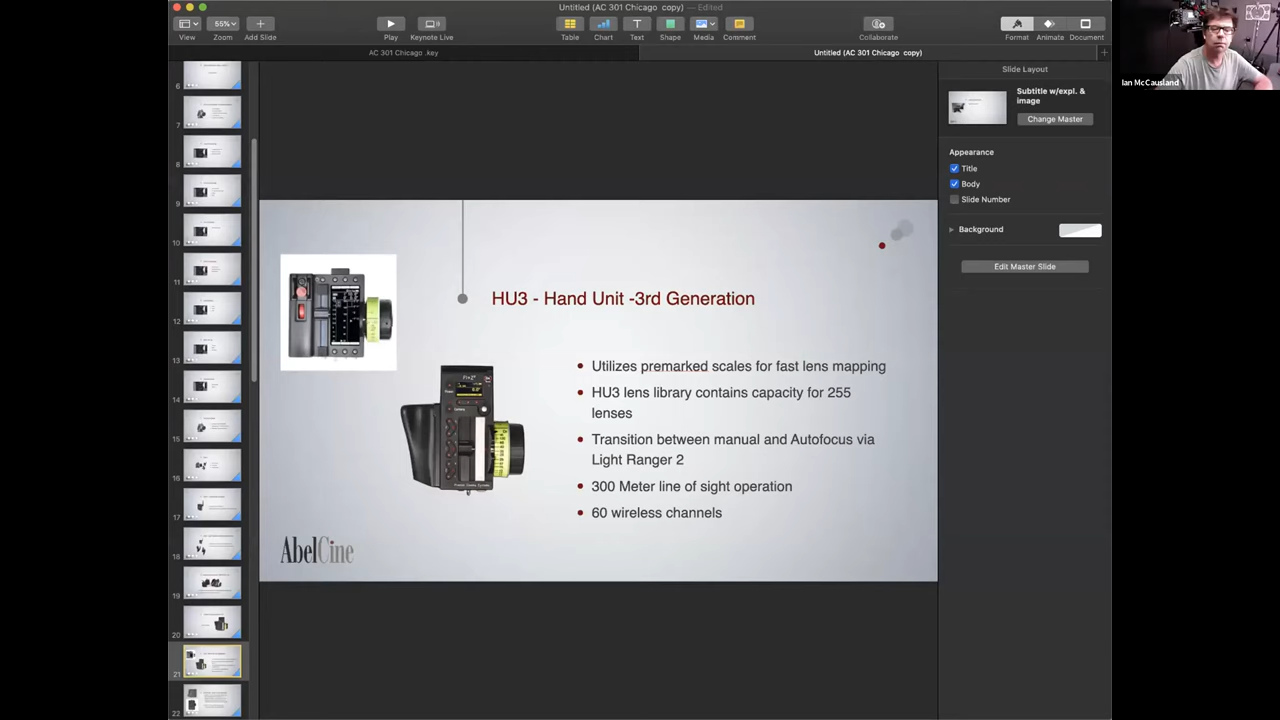 Untitled (AC 301 Chicago copy) — Edited
View
55%
Zoom
Add Slide
Play
Keynote Live
Table
Chart
Text
Shape
Media
Comment
Collaborate
Format
Animate
Document
AC 301 Chicago .key
Untitled (AC 301 Chicago copy)
Slide Layout
Ian McCausland
Subtitle w/expl. &
image
Change Master
Appearance
Title
Body
Slide Number
Background
Edit Master Slide
6
7
8
9
10
11
12
13
14
15
16
17
18
19
20
21
22
HU3 - Hand Unit -3rd Generation
Utilizes premarked scales for fast lens mapping
HU3 lens library contains capacity for 255
lenses
Transition between manual and Autofocus via
Light Ranger 2
300 Meter line of sight operation
60 wireless channels
AbelCine